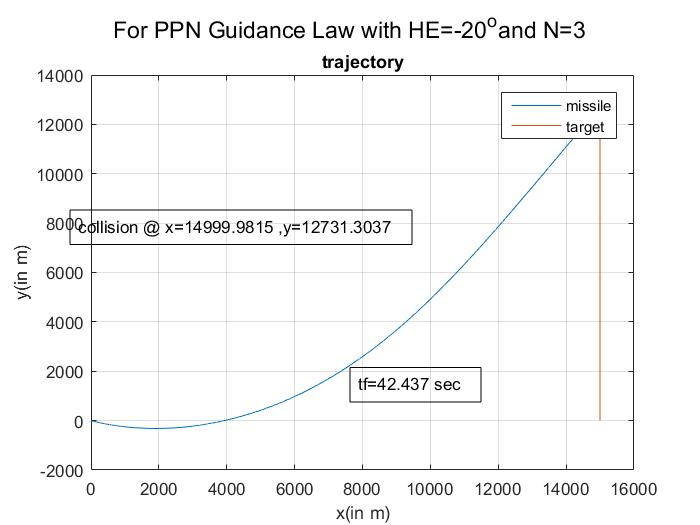 For PPN Guidance Law with HE=-20°and N=3
trajectory
14000
missile
target
12000
10000
8000
collision @ x=14999.9815 ,y=12731.3037
6000
y(in m)
4000
2000
tf=42.437 sec
0
-2000
0 2000 4000 6000 8000 10000 12000 14000 16000
x(in m)